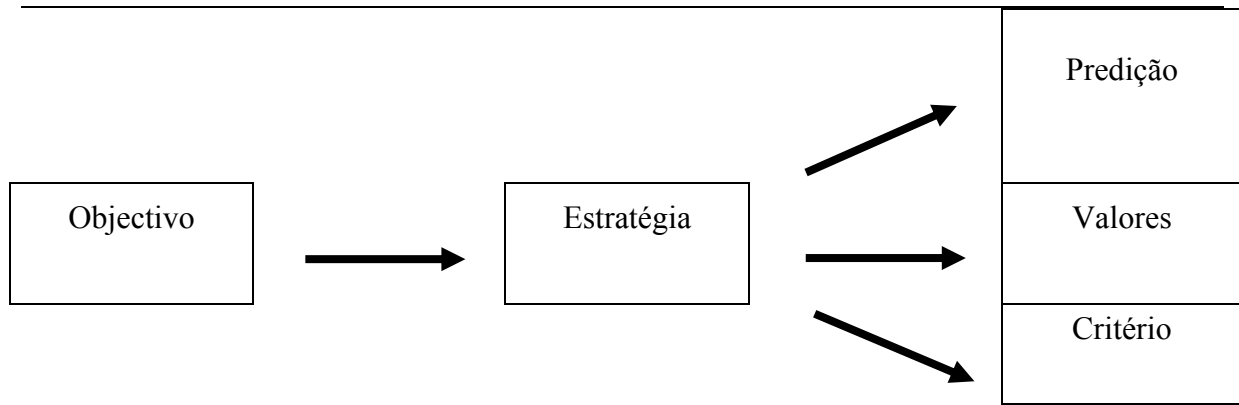 Predição
Objectivo
Estratégia
Valores
Critério